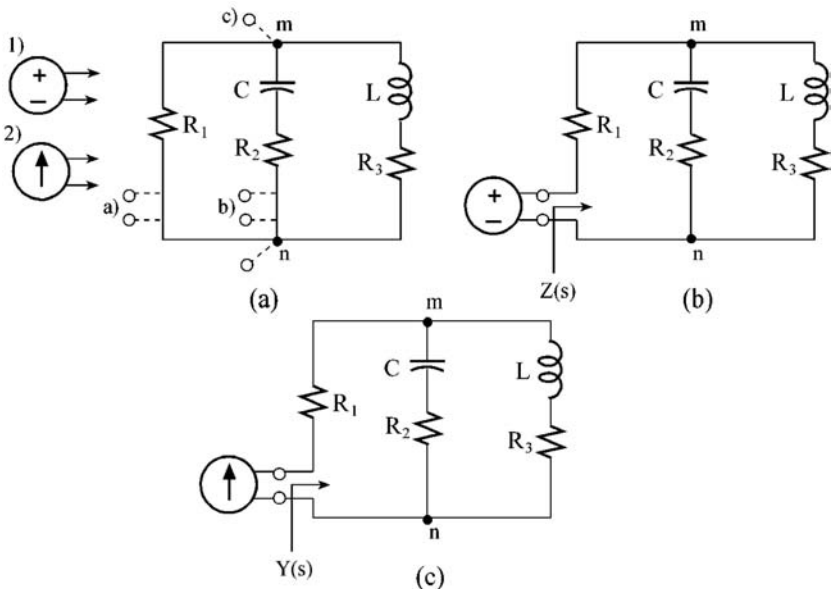 c)
m
1)
+
−
C
L
R1
2)
R2
R3
a)
b)
n
(a)
m
C
L
R1
R2
R3
+
−
n
Z(s)
(b)
m
C
L
R1
R2
R3
n
Y(s)
(c)